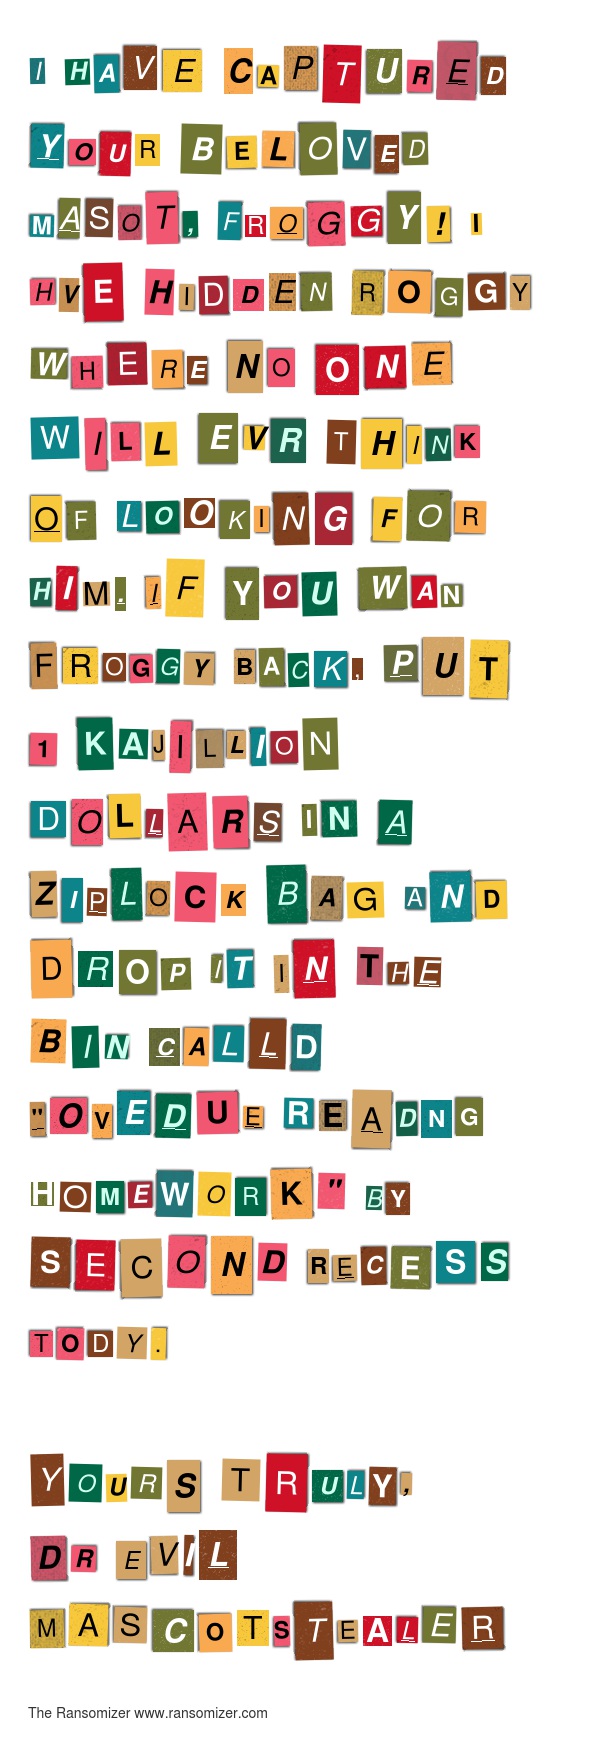 I HAVE CAPTURED
YOUR BELOVED
MASOT, FROGGY! I
HVE HIDDEN ROGGY
WHERE NO ONE
WILL EVR THINK
OF LOOKING FOR
HIM. IF YOU WAN
FROGGY BACK, PUT
1 KAJILLION
DOLLARS IN A
ZIPLOCK BAG AND
DROP IT IN THE
BIN CALLD
"OVEDUE READNG
HOMEWORK" BY
SECOND RECESS
TODY.
YOURS TRULY,
DR EVIL
MASCOTSTEALER
The Ransomizer www.ransomizer.com